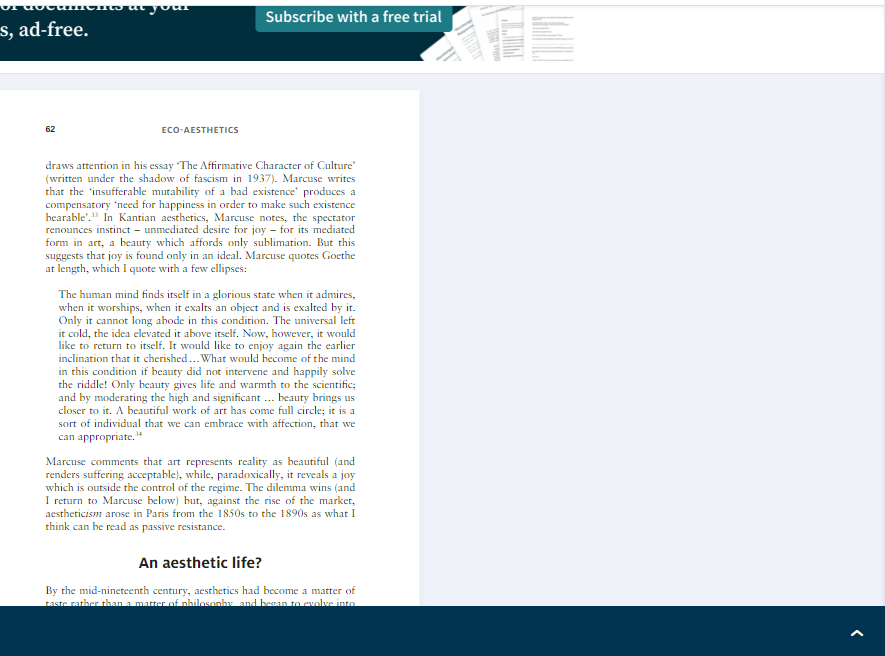 s, ad-free.
Subscribe with a free trial
62
ECO-AESTHETICS
draws attention in his essay ‘The Affirmative Character of Culture’
(written under the shadow of fascism in 1937). Marcuse writes
that the ‘insufferable mutability of a bad existence’ produces a
compensatory ‘need for happiness in order to make such existence
bearable’.33 In Kantian aesthetics, Marcuse notes, the spectator
renounces instinct – unmediated desire for joy – for its mediated
form in art, a beauty which affords only sublimation. But this
suggests that joy is found only in an ideal. Marcuse quotes Goethe
at length, which I quote with a few ellipses:
The human mind finds itself in a glorious state when it admires,
when it worships, when it exalts an object and is exalted by it.
Only it cannot long abode in this condition. The universal left
it cold, the idea elevated it above itself. Now, however, it would
like to return to itself. It would like to enjoy again the earlier
inclination that it cherished … What would become of the mind
in this condition if beauty did not intervene and happily solve
the riddle! Only beauty gives life and warmth to the scientific;
and by moderating the high and significant … beauty brings us
closer to it. A beautiful work of art has come full circle; it is a
sort of individual that we can embrace with affection, that we
can appropriate.34
Marcuse comments that art represents reality as beautiful (and
renders suffering acceptable), while, paradoxically, it reveals a joy
which is outside the control of the regime. The dilemma wins (and
I return to Marcuse below) but, against the rise of the market,
aestheticism arose in Paris from the 1850s to the 1890s as what I
think can be read as passive resistance.
An aesthetic life?
By the mid-nineteenth century, aesthetics had become a matter of
taste rather than a matter of philosophy, and began to evolve into